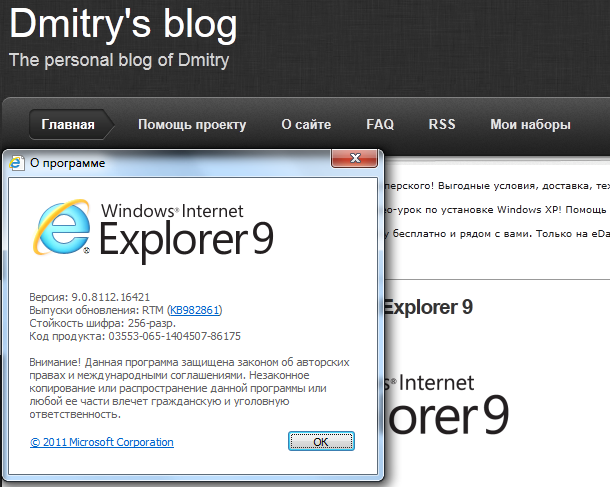 Dmitry's blog
The personal blog of Dmitry
Главная Помощь проекту О сайте FAQ RSS Мои наборы
О программе
Windows® Internet
Explorer 9
Версия: 9.0.8112.16421
Выпуски обновления: RTM (KB982861)
Стойкость шифра: 256-разр.
Код продукта: 03553-065-1404507-86175
Внимание! Данная программа защищена законом об авторских
правах и международными соглашениями. Незаконное
копирование или распространение данной программы или
любой ее части влечет гражданскую и уголовную
ответственность.
© 2011 Microsoft Corporation
OK
перского! Выгодные условия, доставка, тех
ео-урок по установке Windows XP! Помощь
у бесплатно и рядом с вами. Только на eDa
Explorer 9
s® Internet
orer 9